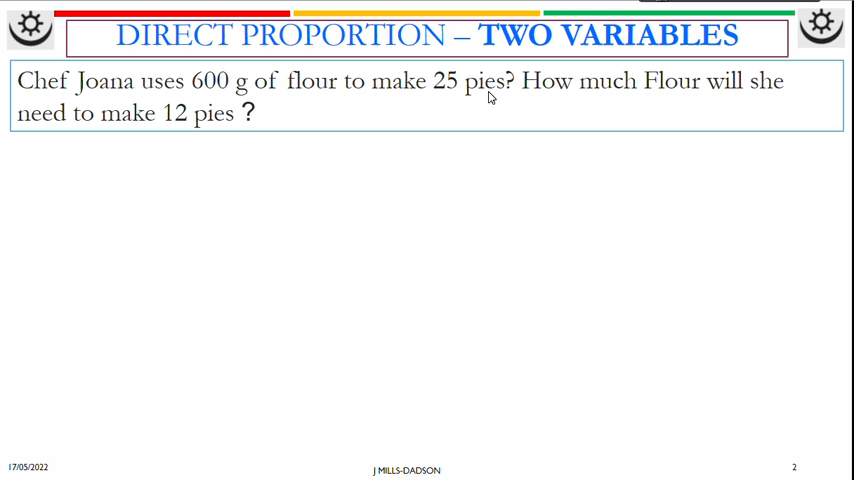 DIRECT PROPORTION – TWO VARIABLES
Chef Joana uses 600 g of flour to make 25 pies? How much Flour will she
need to make 12 pies ?
17/05/2022
J MILLS-DADSON
2